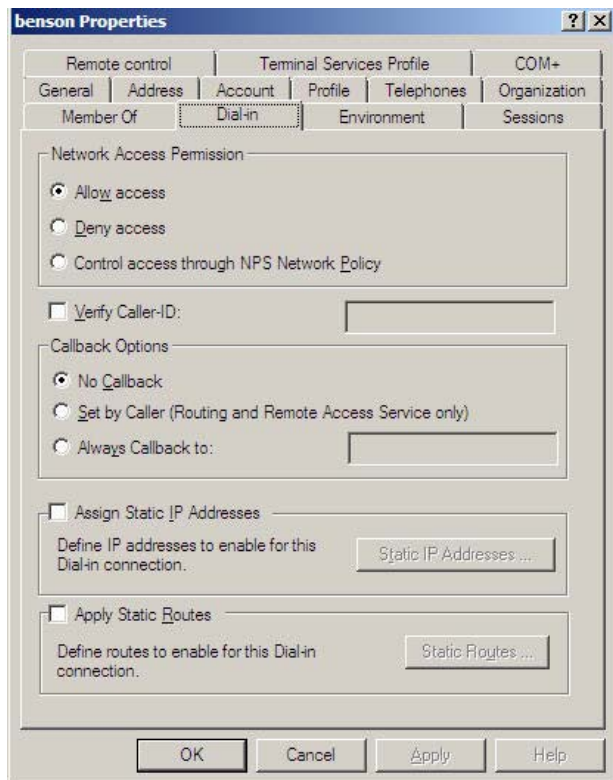 benson Properties
Remote control Terminal Services Profile COM+
General Address Account Profile Telephones Organization
Member Of Dial-in Environment Sessions
Network Access Permission
Allow access
Deny access
Control access through NPS Network Policy
Verify Caller-ID:
Callback Options
No Callback
Set by Caller (Routing and Remote Access Service only)
Always Callback to:
Assign Static IP Addresses
Define IP addresses to enable for this
Dial-in connection.
Static IP Addresses ...
Apply Static Routes
Define routes to enable for this Dial-in
connection.
Static Routes ...
OK Cancel Apply Help